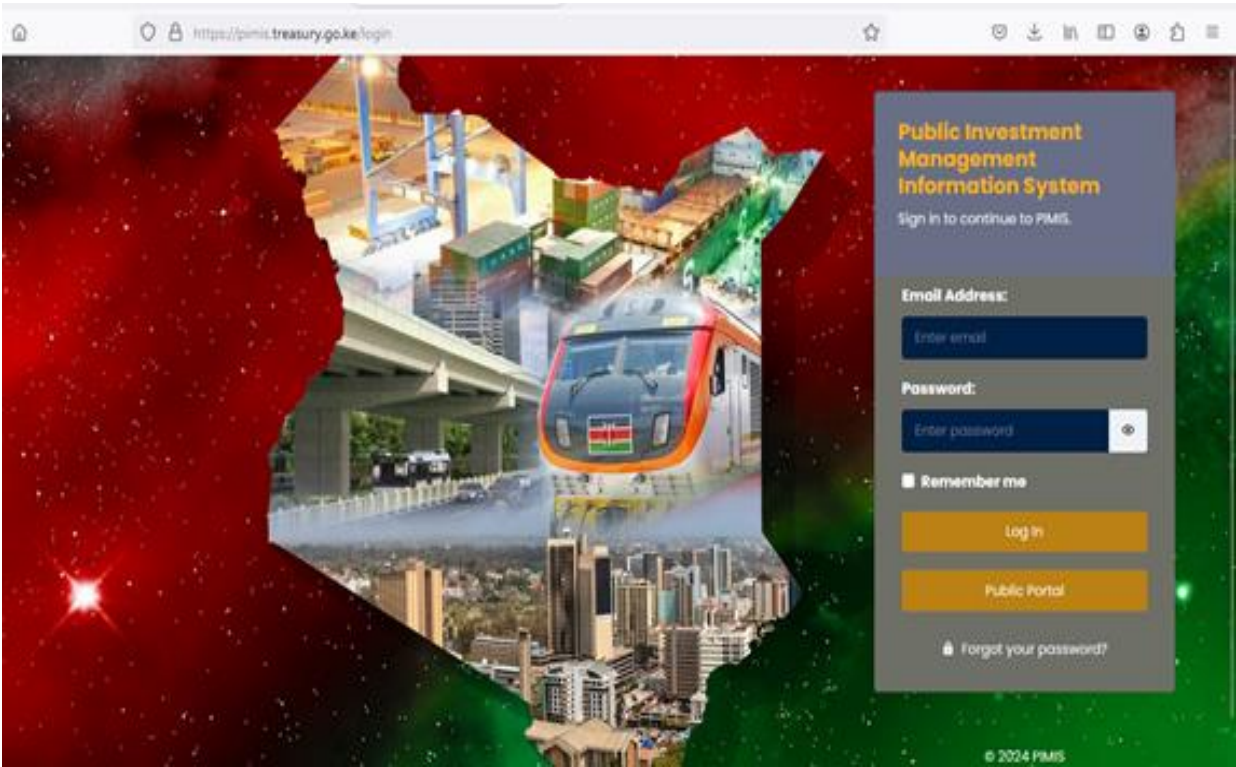 https://pimis.treasury.go.ke/login
Public Investment
Management
Information System
Sign in to continue to PIMIS.
Email Address:
Enter email
Password:
Enter password
Remember me
Log In
Public Portal
Forgot your password?
© 2024 PIMIS